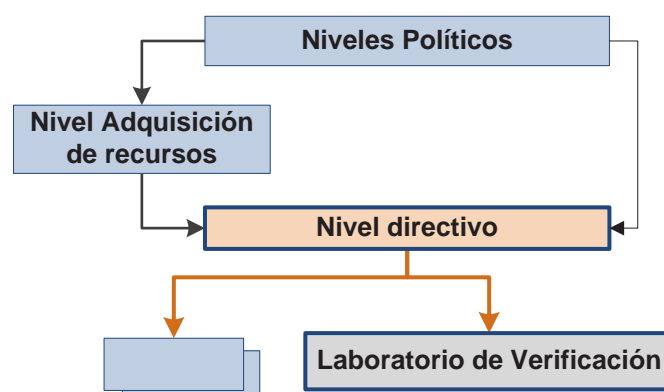 Niveles Políticos
Nivel Adquisición
de recursos
Nivel directivo
Laboratorio de Verificación